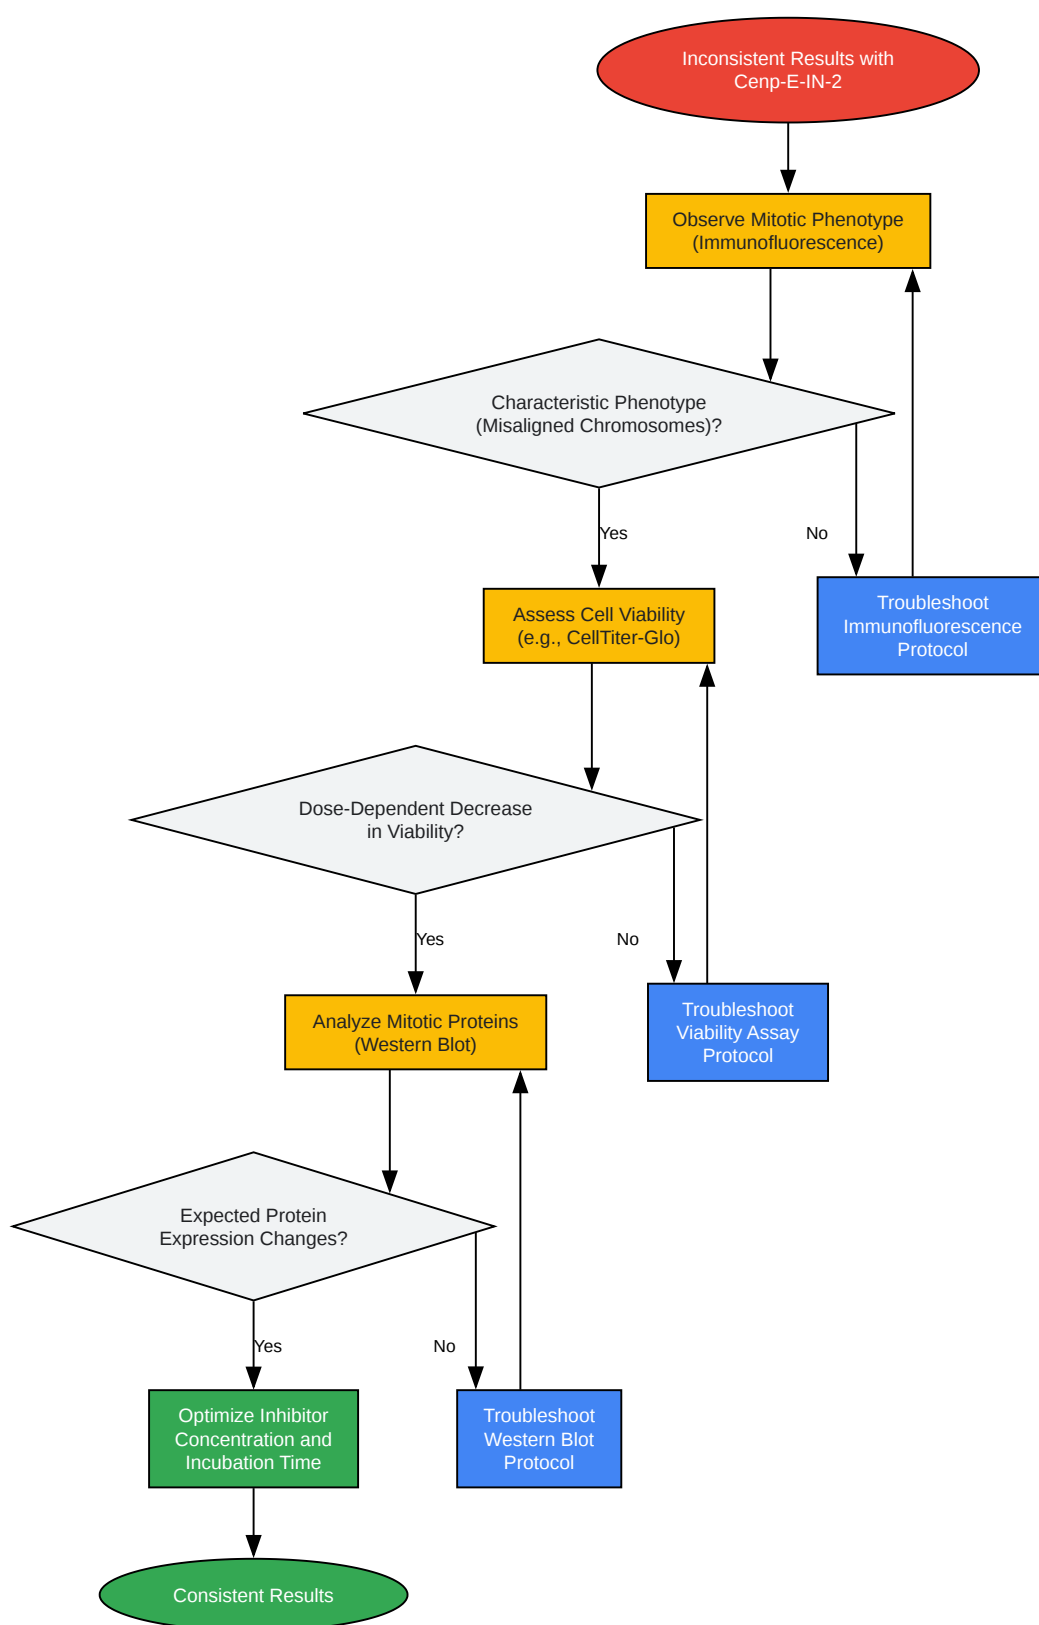 Inconsistent Results with
Cenp-E-IN-2
Observe Mitotic Phenotype
(Immunofluorescence)
Characteristic Phenotype
(Misaligned Chromosomes)?
Yes
No
Assess Cell Viability
(e.g., CellTiter-Glo)
Troubleshoot
Immunofluorescence
Protocol
Dose-Dependent Decrease
in Viability?
Yes
No
Analyze Mitotic Proteins
(Western Blot)
Troubleshoot
Viability Assay
Protocol
Expected Protein
Expression Changes?
Yes
No
Optimize Inhibitor
Concentration and
Incubation Time
Troubleshoot
Western Blot
Protocol
Consistent Results